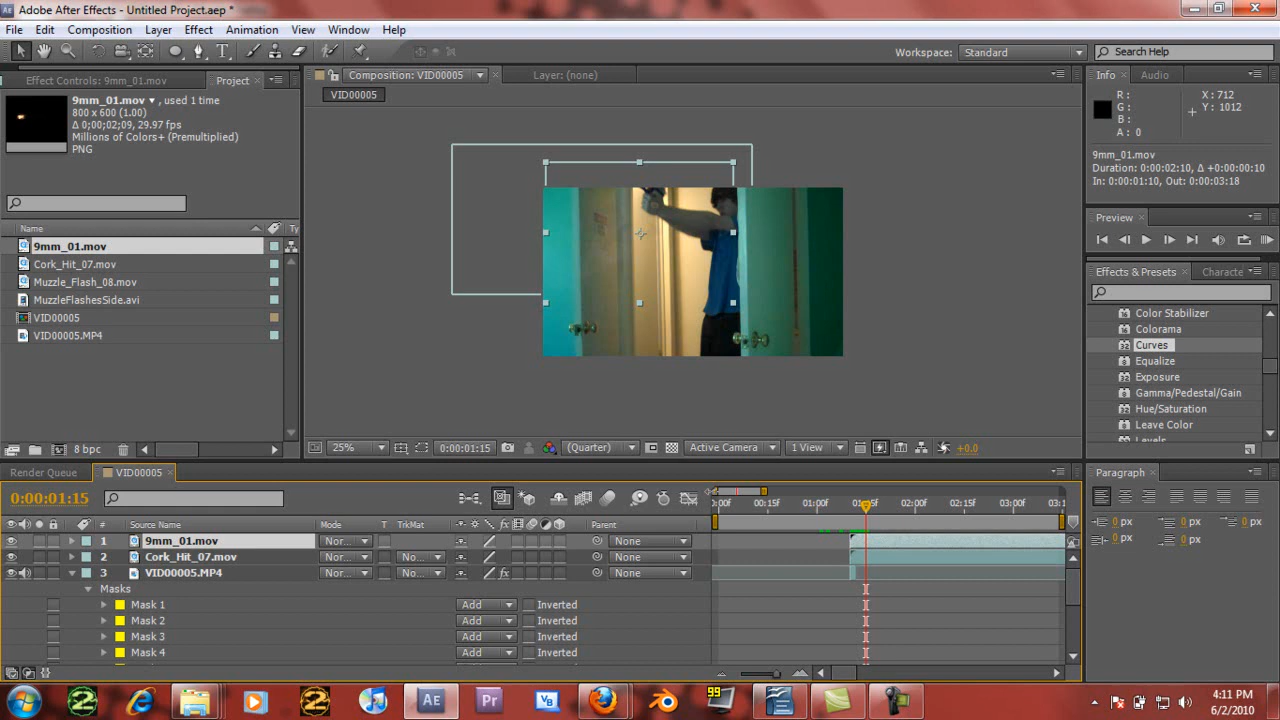 Adobe After Effects - Untitled Project.aep *
File Edit Composition Layer Effect Animation View Window Help
Workspace: Standard Search Help
Effect Controls: 9mm_01.mov Project Composition: VID00005 Layer: (none) Info Audio
VID00005
9mm_01.mov ▼, used 1 time
800 x 600 (1.00)
Δ 0;00;02;09, 29.97 fps
Millions of Colors+ (Premultiplied)
PNG
R :
G :
B :
A : 0
X : 712
Y : 1012
9mm_01.mov
Duration: 0:00:02:10, Δ +0:00:00:10
In: 0:00:01:10, Out: 0:00:03:18
Preview
Effects & Presets Characte
Name Ty
9mm_01.mov
Cork_Hit_07.mov
Muzzle_Flash_08.mov
MuzzleFlashesSide.avi
VID00005
VID00005.MP4
Color Stabilizer
Colorama
Curves
Equalize
Exposure
Gamma/Pedestal/Gain
Hue/Saturation
Leave Color
Levels
8 bpc
25% 0:00:01:15 (Quarter) Active Camera 1 View +0.0
Render Queue VID00005 Paragraph
0:00:01:15
00:15f 01:00f 02:00f 02:15f 03:00f
# Source Name Mode T TrkMat Parent
1 9mm_01.mov Nor... None
2 Cork_Hit_07.mov Nor... No... None
3 VID00005.MP4 Nor... No... None
Masks
Mask 1 Add Inverted
Mask 2 Add Inverted
Mask 3 Add Inverted
Mask 4 Add Inverted
0 px 0 px 0 px
0 px 0 px
4:11 PM
6/2/2010